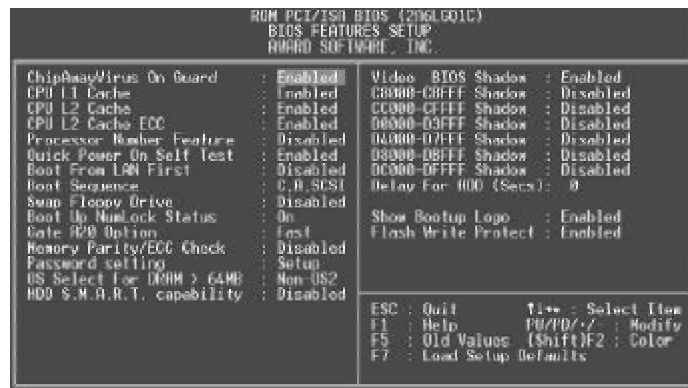 ROM PCI/ISA BIOS (2A6LGQ1C)
BIOS FEATURES SETUP
AWARD SOFTWARE, INC.
ChipAwayVirus On Guard : Enabled
CPU L1 Cache : Enabled
CPU L2 Cache : Enabled
CPU L2 Cache ECC : Enabled
Processor Number Feature : Disabled
Quick Power On Self Test : Enabled
Boot From LAN First : Disabled
Boot Sequence : C,A,SCSI
Swap Floppy Drive : Disabled
Boot Up NumLock Status : On
Gate A20 Option : Fast
Memory Parity/ECC Check : Disabled
Password setting : Setup
OS Select For DRAM > 64MB : Non-OS2
HDD S.M.A.R.T. capability : Disabled
Video BIOS Shadow : Enabled
C8000-CBFFF Shadow : Disabled
CC000-CFFFF Shadow : Disabled
D0000-D3FFF Shadow : Disabled
D4000-D7FFF Shadow : Disabled
D8000-DBFFF Shadow : Disabled
DC000-DFFFF Shadow : Disabled
Delay For HDD (Secs): 0
Show Bootup Logo : Enabled
Flash Write Protect : Enabled
ESC : Quit ↑↓→← : Select Item
F1 : Help PU/PD/+/- : Modify
F5 : Old Values (Shift)F2 : Color
F7 : Load Setup Defaults